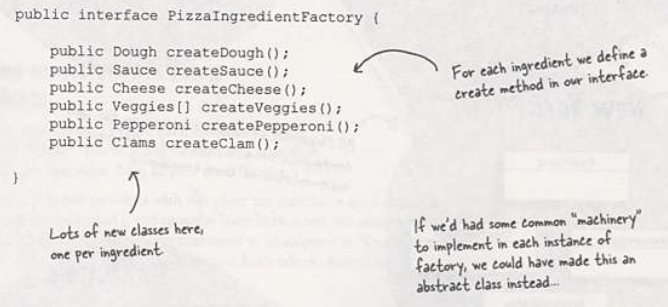 public interface PizzaIngredientFactory {
public Dough createDough();
public Sauce createSauce();
public Cheese createCheese();
public Veggies[] createVeggies();
public Pepperoni createPepperoni();
public Clams createClam();
}
For each ingredient we define a
create method in our interface.
Lots of new classes here,
one per ingredient
If we'd had some common "machinery"
to implement in each instance of
factory, we could have made this an
abstract class instead...